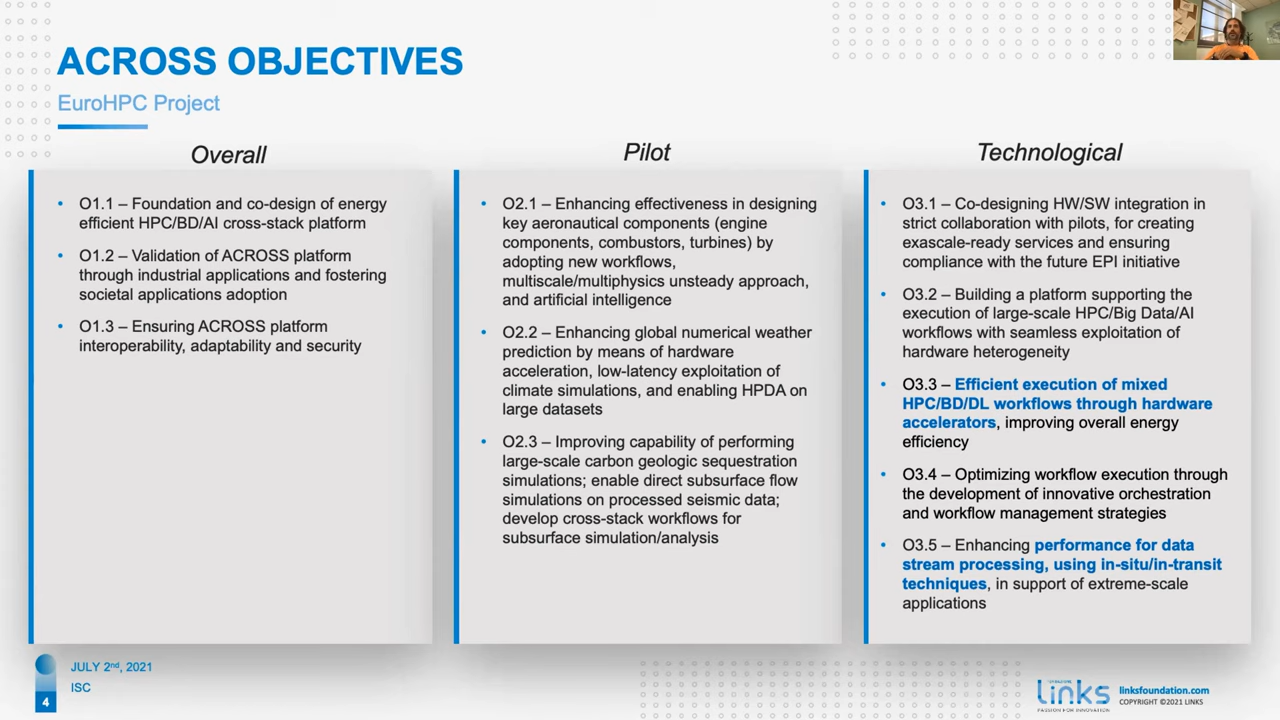 ACROSS OBJECTIVES
EuroHPC Project
Overall
• O1.1 – Foundation and co-design of energy
efficient HPC/BD/AI cross-stack platform
• O1.2 – Validation of ACROSS platform
through industrial applications and fostering
societal applications adoption
• O1.3 – Ensuring ACROSS platform
interoperability, adaptability and security
Pilot
• O2.1 – Enhancing effectiveness in designing
key aeronautical components (engine
components, combustors, turbines) by
adopting new workflows,
multiscale/multiphysics unsteady approach,
and artificial intelligence
• O2.2 – Enhancing global numerical weather
prediction by means of hardware
acceleration, low-latency exploitation of
climate simulations, and enabling HPDA on
large datasets
• O2.3 – Improving capability of performing
large-scale carbon geologic sequestration
simulations; enable direct subsurface flow
simulations on processed seismic data;
develop cross-stack workflows for
subsurface simulation/analysis
Technological
• O3.1 – Co-designing HW/SW integration in
strict collaboration with pilots, for creating
exascale-ready services and ensuring
compliance with the future EPI initiative
• O3.2 – Building a platform supporting the
execution of large-scale HPC/Big Data/AI
workflows with seamless exploitation of
hardware heterogeneity
• O3.3 – Efficient execution of mixed
HPC/BD/DL workflows through hardware
accelerators, improving overall energy
efficiency
• O3.4 – Optimizing workflow execution through
the development of innovative orchestration
and workflow management strategies
• O3.5 – Enhancing performance for data
stream processing, using in-situ/in-transit
techniques, in support of extreme-scale
applications
JULY 2nd, 2021
ISC
4
links
PASSION FOR INNOVATION
linksfoundation.com
COPYRIGHT ©2021 LINKS